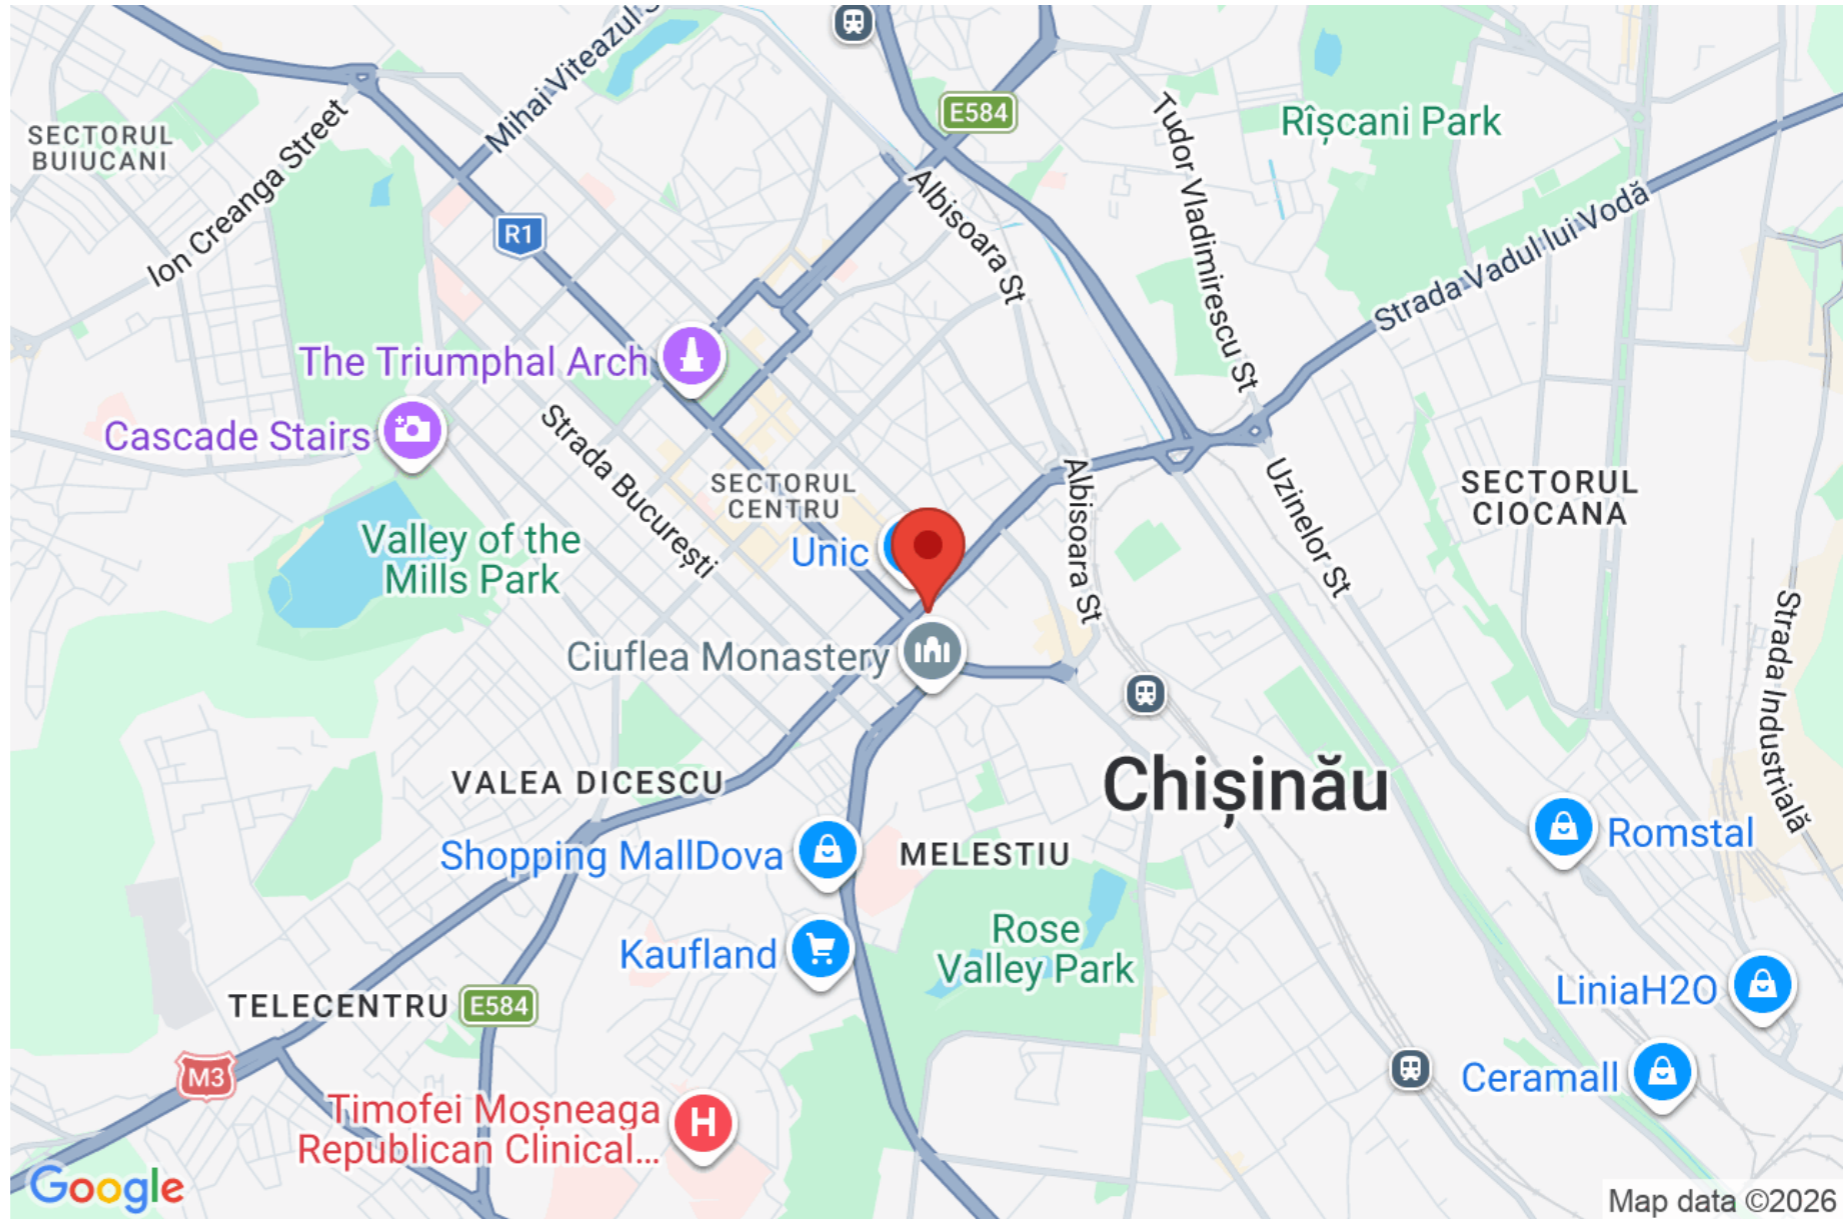 Mihai Viteazul S
E584
Rîșcani Park
SECTORUL
BUIUCANI
Ion Creanga Street
Tudor Vladimirescu St
Albisoara St
R1
Strada Vadul lui Vodă
The Triumphal Arch
Cascade Stairs
Strada București
SECTORUL
CENTRU
Albisoara St
Uzinelor St
SECTORUL
CIOCANA
Valley of the
Mills Park
Unic
Ciuflea Monastery
Strada Industrială
VALEA DICESCU
Chișinău
Shopping MallDova
MELESTIU
Romstal
Rose
Valley Park
Kaufland
LiniaH2O
TELECENTRU
E584
M3
Ceramall
Timofei Moșneaga
Republican Clinical...
H
Google
Map data ©2026